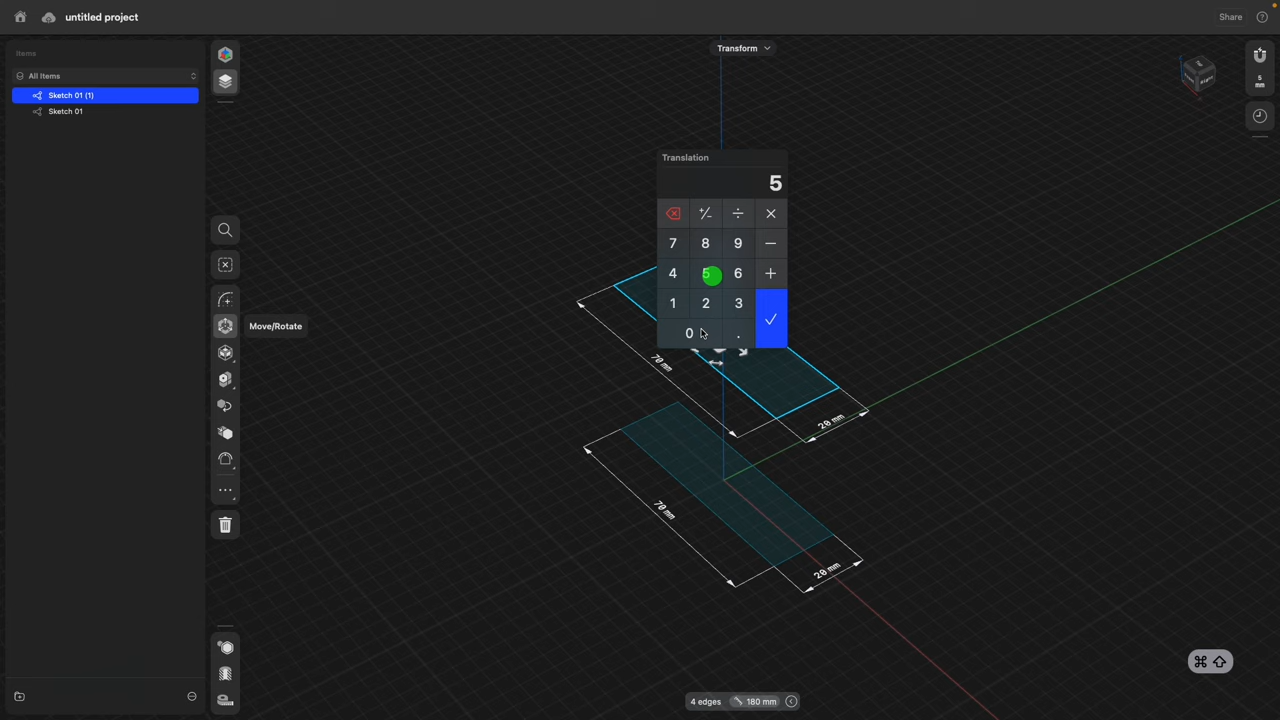 untitled project
Share
Items
All Items
Sketch 01 (1)
Sketch 01
Transform
5
mm
Translation
5
+/− ÷ ×
7 8 9 −
4 5 6 +
1 2 3 ✓
0 .
Move/Rotate
70 mm
20 mm
70 mm
20 mm
⌘ ⇧
4 edges 180 mm